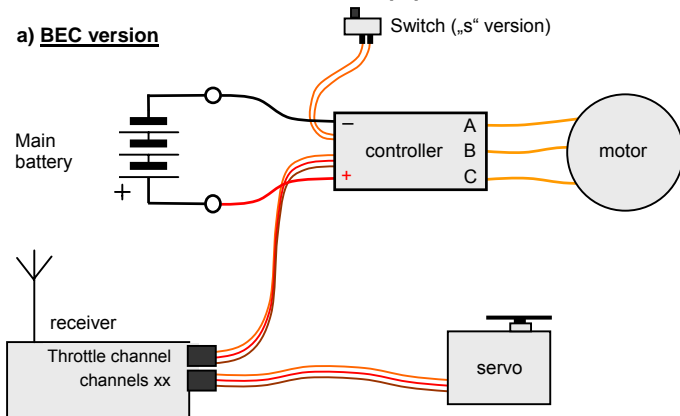 a) BEC version
Switch („s“ version)
Main
battery
+
−
+
controller
A
B
C
motor
receiver
Throttle channel
channels xx
servo